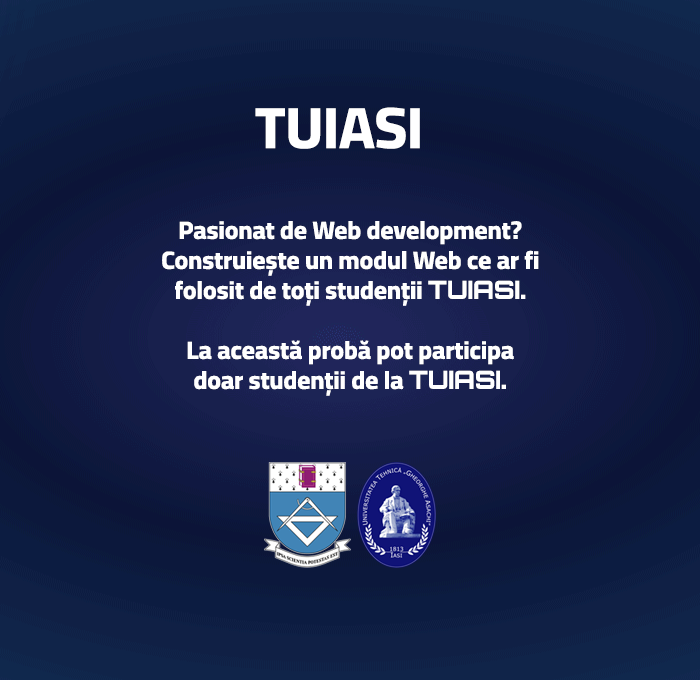 TUIASI
Pasionat de Web development?
Construiește un modul Web ce ar fi
folosit de toți studenții TUIASI.
La această probă pot participa
doar studenții de la TUIASI.
IPSA SCIENTIA POTESTAS EST
UNIVERSITATEA TEHNICĂ „GHEORGHE ASACHI”
1813
IAȘI